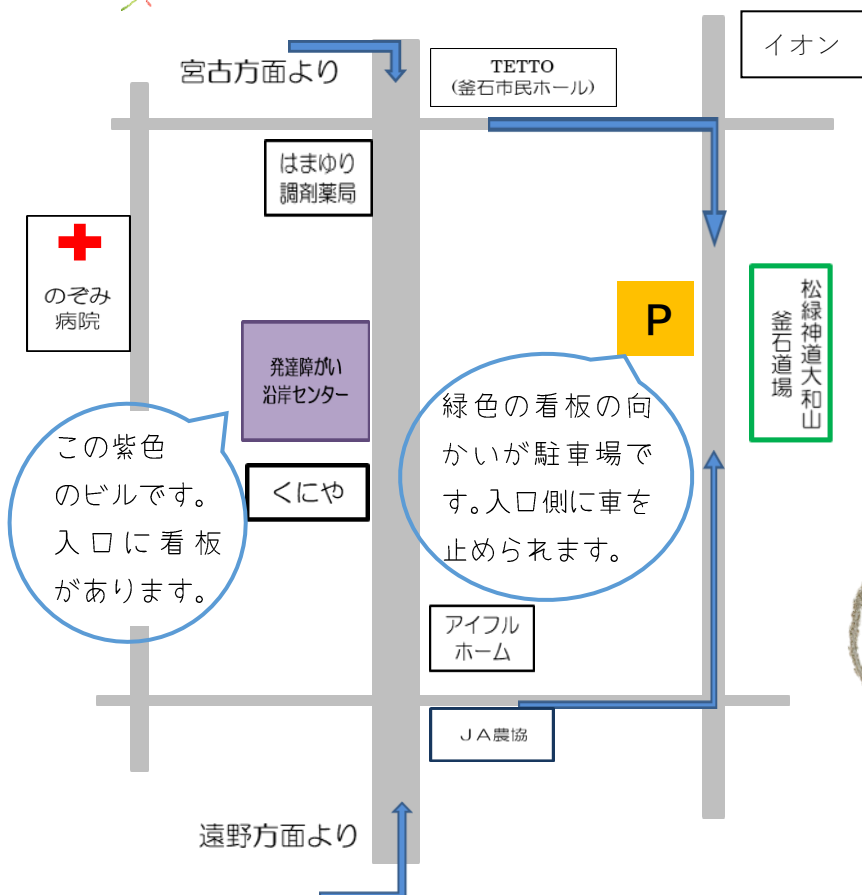 イオン
宮古方面より
TETTO
(釜石市民ホール)
はまゆり
調剤薬局
のぞみ
病院
P
松緑神道大和山
釜石道場
発達障がい
沿岸センター
緑色の看板の向
かいが駐車場で
す。入口側に車を
止められます。
この紫色
のビルです。
入口に看板
があります。
くにや
アイフル
ホーム
JA農協
遠野方面より